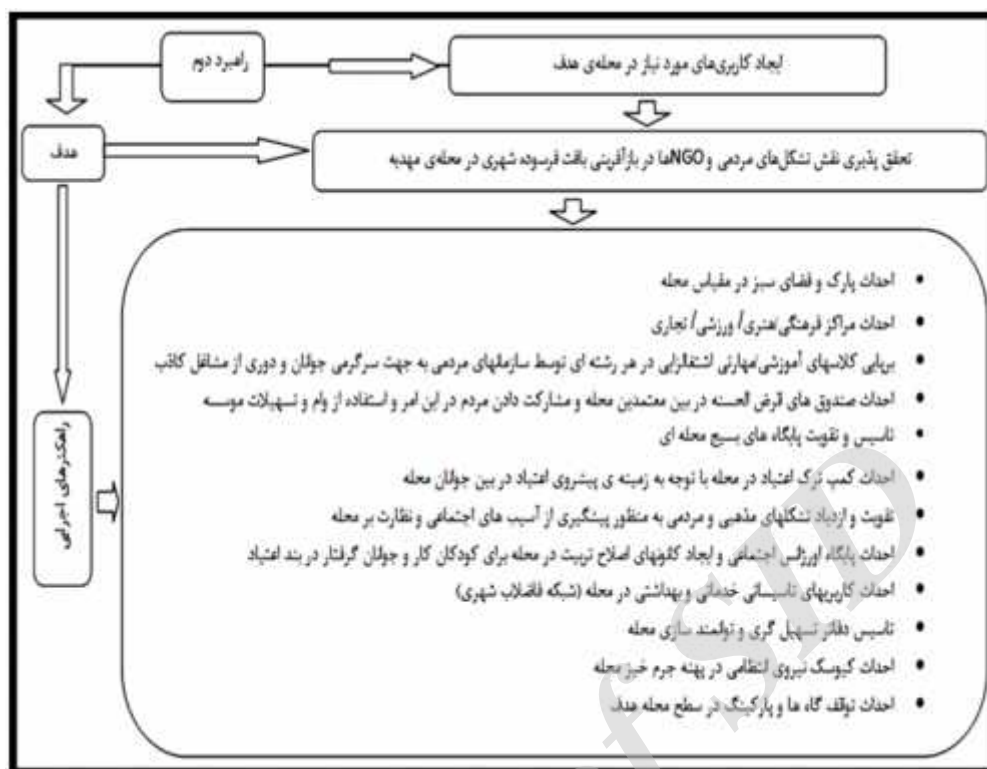 راهبرد دوم
ایجاد کاربری‌های مورد نیاز در محله‌ی هدف
هدف
تحقق پذیری نقش تشکل‌های مردمی و NGOها در بازآفرینی بافت فرسوده شهری در محله‌ی مهدیه
راهکارهای اجرایی
• احداث پارک و فضای سبز در مقیاس محله
• احداث مراکز فرهنگی/هنری/ ورزشی/ تجاری
• برپایی کلاسهای آموزشی/مهارتی اشتغالزایی در هر رشته ای توسط سازمانهای مردمی به جهت سرگرمی جوانان و دوری از مشاغل کاذب
• احداث صندوق های قرض الحسنه در بین معتمدین محله و مشارکت دادن مردم در این امر و استفاده از وام و تسهیلات موسسه
• تاسیس و تقویت پایگاه های بسیج محله ای
• احداث کمپ ترک اعتیاد در محله با توجه به زمینه ی پیشروی اعتیاد در بین جوانان محله
• تقویت و ازدیاد تشکلهای مذهبی و مردمی به منظور پیشگیری از آسیب های اجتماعی و نظارت بر محله
• احداث پایگاه اورژانس اجتماعی و ایجاد کانونهای اصلاح تربیت در محله برای کودکان کار و جوانان گرفتار در بند اعتیاد
• احداث کاربریهای تاسیساتی خدماتی و بهداشتی در محله (شبکه فاضلاب شهری)
• تاسیس دفاتر تسهیل گری و توانمند سازی محله
• احداث کیوسک نیروی انتظامی در پهنه جرم خیز محله
• احداث توقف گاه ها و پارکینگ در سطح محله هدف
f SID